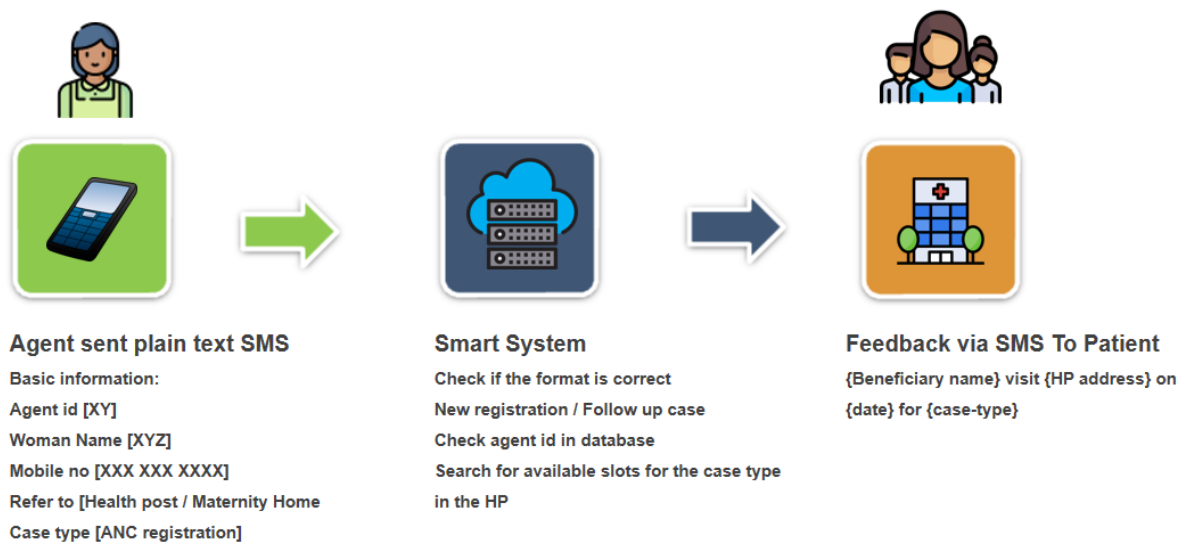 Agent sent plain text SMS
Basic information:
Agent id [XY]
Woman Name [XYZ]
Mobile no [XXX XXX XXXX]
Refer to [Health post / Maternity Home
Case type [ANC registration]
Smart System
Check if the format is correct
New registration / Follow up case
Check agent id in database
Search for available slots for the case type
in the HP
Feedback via SMS To Patient
{Beneficiary name} visit {HP address} on
{date} for {case-type}